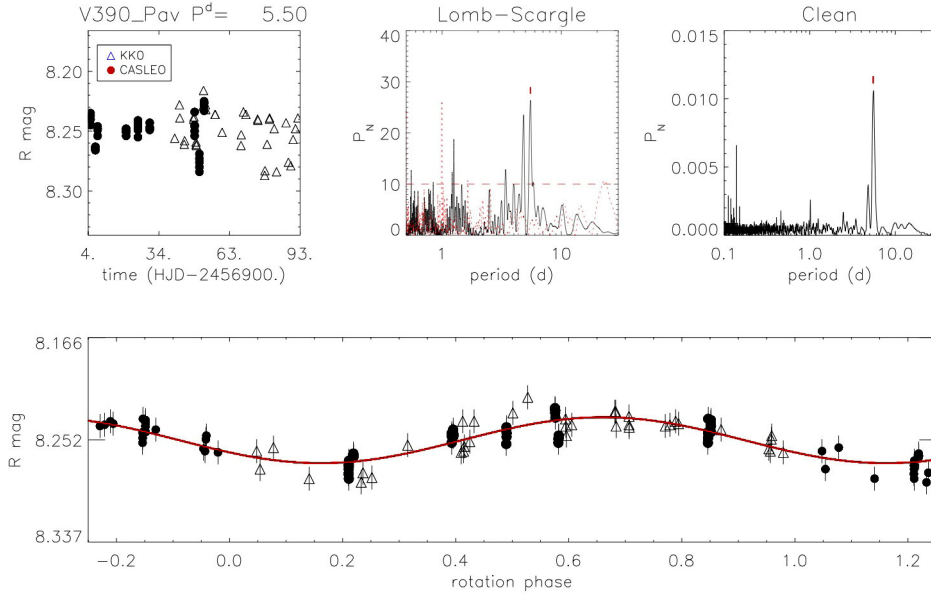 V390_Pav P^d= 5.50
Lomb-Scargle
Clean
R mag
8.20
8.25
8.30
KKO
CASLEO
4. 34. 63. 93.
time (HJD-2456900.)
P_N
40
30
20
10
0
1 10
period (d)
P_N
0.015
0.010
0.005
0.000
0.1 1.0 10.0
period (d)
R mag
8.166
8.252
8.337
-0.2 0.0 0.2 0.4 0.6 0.8 1.0 1.2
rotation phase